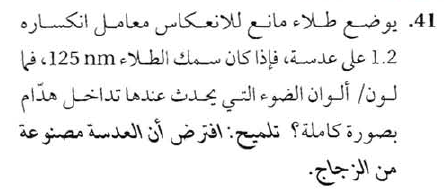 .41 يوضع طلاء مانع للانعكاس معامل انكساره
1.2 على عدسة، فإذا كان سمك الطلاء 125 nm، فما
لون/ ألوان الضوء التي يحدث عندها تداخل هدّام
بصورة كاملة؟ تلميح: افترض أن العدسة مصنوعة
من الزجاج.